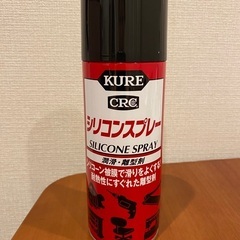 KURE
CRC
シリコンスプレー
SILICONE SPRAY
潤滑・離型剤
シリコーン被膜で滑りをよくする!
耐熱性にすぐれた離型剤